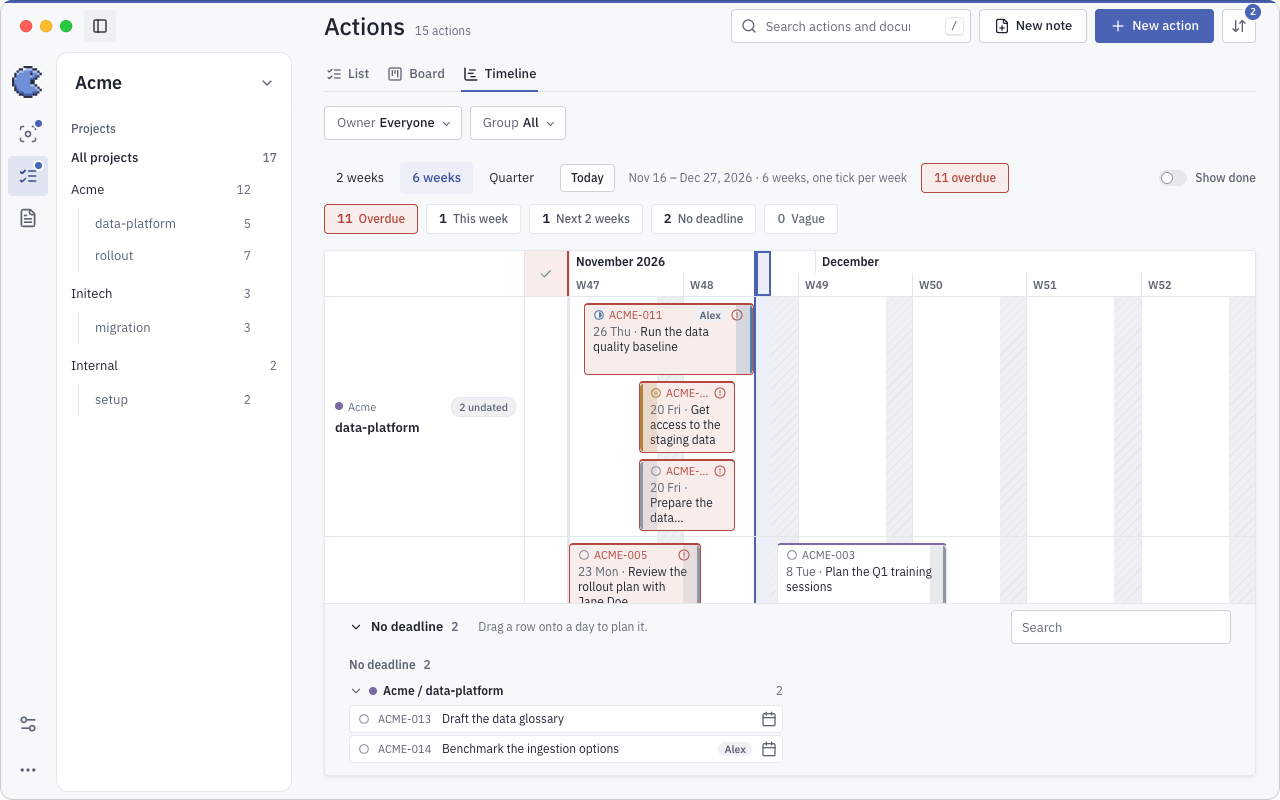 2
Actions 15 actions
Search actions and docu /
New note
New action
Acme
List Board Timeline
Owner Everyone Group All
Projects
All projects 17
Acme 12
data-platform 5
rollout 7
Initech 3
migration 3
Internal 2
setup 2
2 weeks 6 weeks Quarter Today Nov 16 – Dec 27, 2026 · 6 weeks, one tick per week 11 overdue Show done
11 Overdue 1 This week 1 Next 2 weeks 2 No deadline 0 Vague
November 2026 December
W47 W48 W49 W50 W51 W52
Acme 2 undated
data-platform
ACME-011 Alex
26 Thu · Run the data
quality baseline
ACME-...
20 Fri · Get
access to the
staging data
ACME-...
20 Fri ·
Prepare the
data...
ACME-005
23 Mon · Review the
rollout plan with
Jane Doe
ACME-003
8 Tue · Plan the Q1 training
sessions
No deadline 2 Drag a row onto a day to plan it. Search
No deadline 2
Acme / data-platform 2
ACME-013 Draft the data glossary
ACME-014 Benchmark the ingestion options Alex